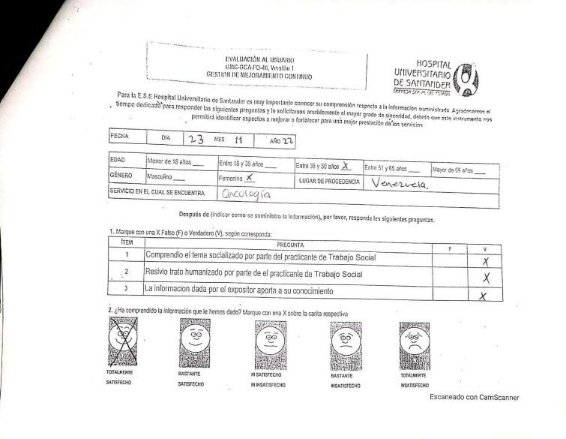 EVALUACIÓN AL USUARIO
GMC-GCA-FO-40, Versión 1
GESTIÓN DE MEJORAMIENTO CONTINUO
HOSPITAL
UNIVERSITARIO
DE SANTANDER
EMPRESA SOCIAL DEL ESTADO
Para la E.S.E Hospital Universitario de Santander es muy importante conocer su comprensión respecto a la información suministrada. Agradecemos el
tiempo dedicado para responder las siguientes preguntas y le solicitamos amablemente el mayor grado de sinceridad, debido que este instrumento nos
permitirá identificar aspectos a mejorar o fortalecer para una mejor prestación de los servicios
FECHA DIA 23 MES 11 AÑO 22
EDAD Menor de 18 años ___ Entre 18 y 25 años ___ Entre 36 y 50 años X Entre 51 y 65 años ___ Mayor de 65 años ___
GÉNERO Masculino ___ Femenino X LUGAR DE PROCEDENCIA Venezuela.
SERVICIO EN EL CUAL SE ENCUENTRA Oncología
Después de (indicar como se suministro la información), por favor, responda las siguientes preguntas.
1. Marque con una X Falso (F) o Verdadero (V), según corresponda:
ÍTEM PREGUNTA F V
1 Comprendio el tema socializado por parte del practicante de Trabajo Social X
2 Resivio trato humanizado por parte de el practicante de Trabajo Social X
3 La informacion dada por el expositor aporta a su conocimiento X
2. ¿Ha comprendido la información que le hemos dado? Marque con una X sobre la carita respectiva
TOTALMENTE BASTANTE NI SATISFECHO BASTANTE TOTALMENTE
SATISFECHO SATISFECHO NI INSATISFECHO INSATISFECHO INSATISFECHO
Escaneado con CamScanner